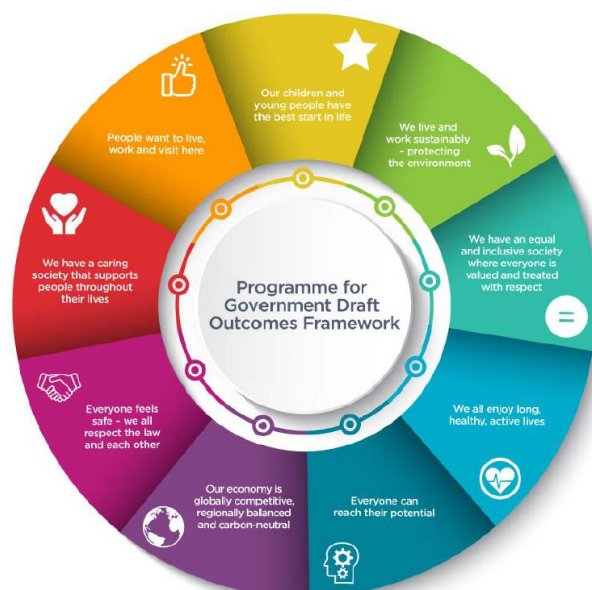 Our children and
young people have
the best start in life
We live and
work sustainably
– protecting
the environment
We have an equal
and inclusive society
where everyone is
valued and treated
with respect
=
We all enjoy long,
healthy, active lives
Everyone can
reach their potential
Our economy is
globally competitive,
regionally balanced
and carbon-neutral
Everyone feels
safe – we all
respect the law
and each other
We have a caring
society that supports
people throughout
their lives
People want to live,
work and visit here
Programme for
Government Draft
Outcomes Framework